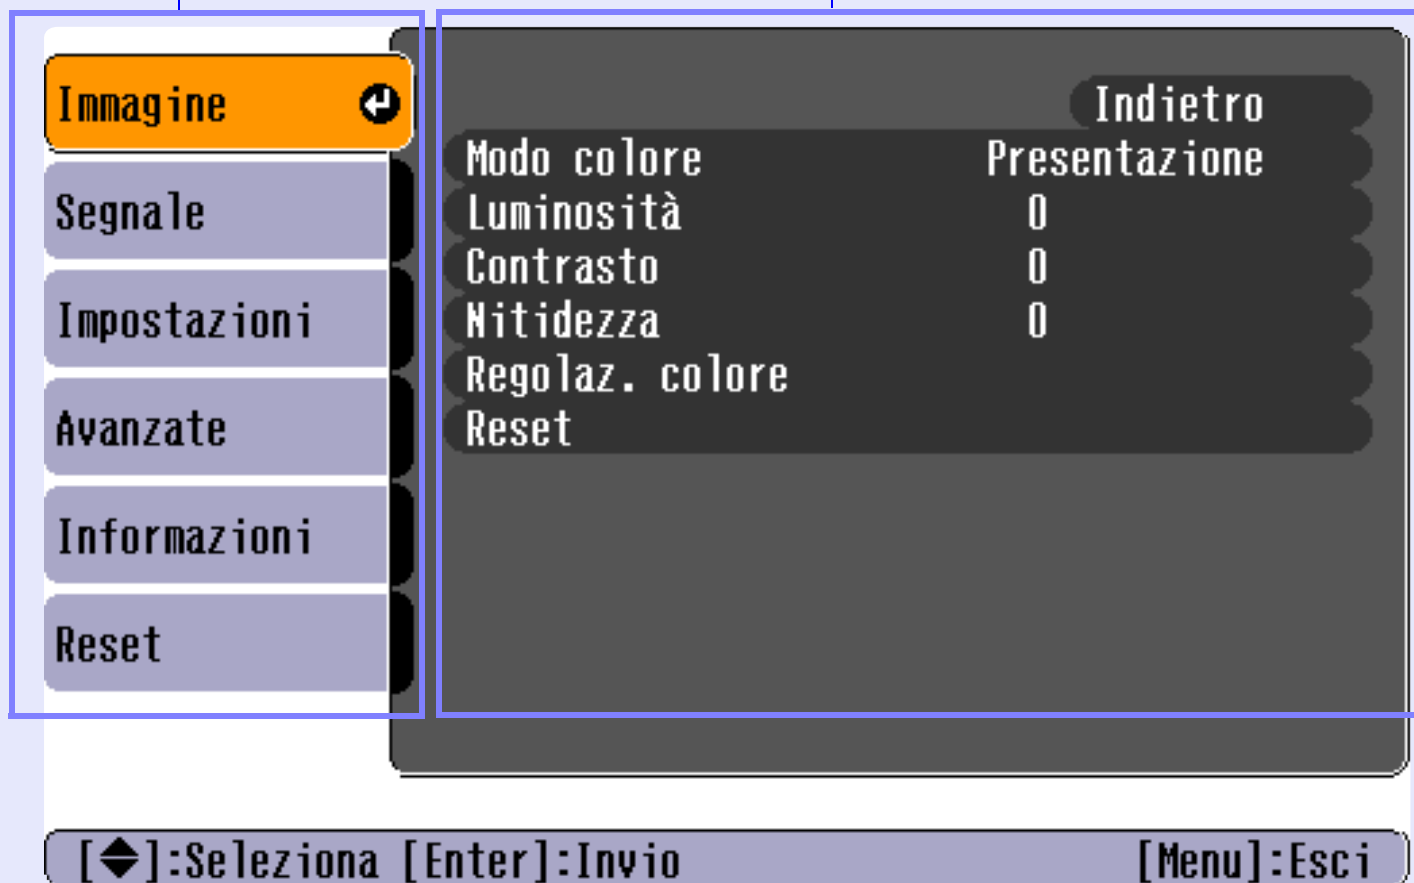 Immagine
Segnale
Impostazioni
Avanzate
Informazioni
Reset
Indietro
Modo colore Presentazione
Luminosità 0
Contrasto 0
Nitidezza 0
Regolaz. colore
Reset
[◆]:Seleziona [Enter]:Invio [Menu]:Esci